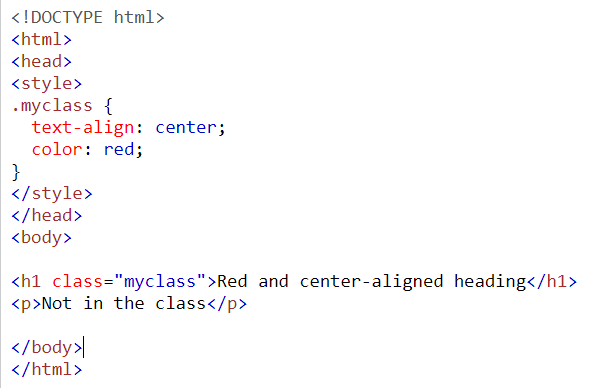 <!DOCTYPE html>
<html>
<head>
<style>
.myclass {
  text-align: center;
  color: red;
}
</style>
</head>
<body>

<h1 class="myclass">Red and center-aligned heading</h1>
<p>Not in the class</p>

</body>
</html>